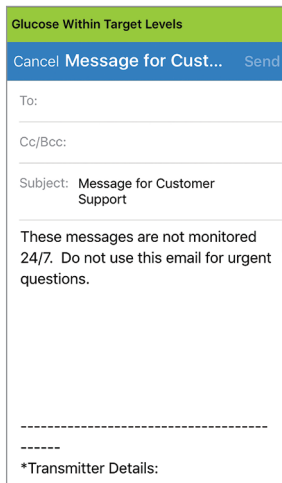 Glucose Within Target Levels
Cancel Message for Cust... Send
To:
Cc/Bcc:
Subject: Message for Customer
Support
These messages are not monitored
24/7. Do not use this email for urgent
questions.
-------------------------------------
------
*Transmitter Details: